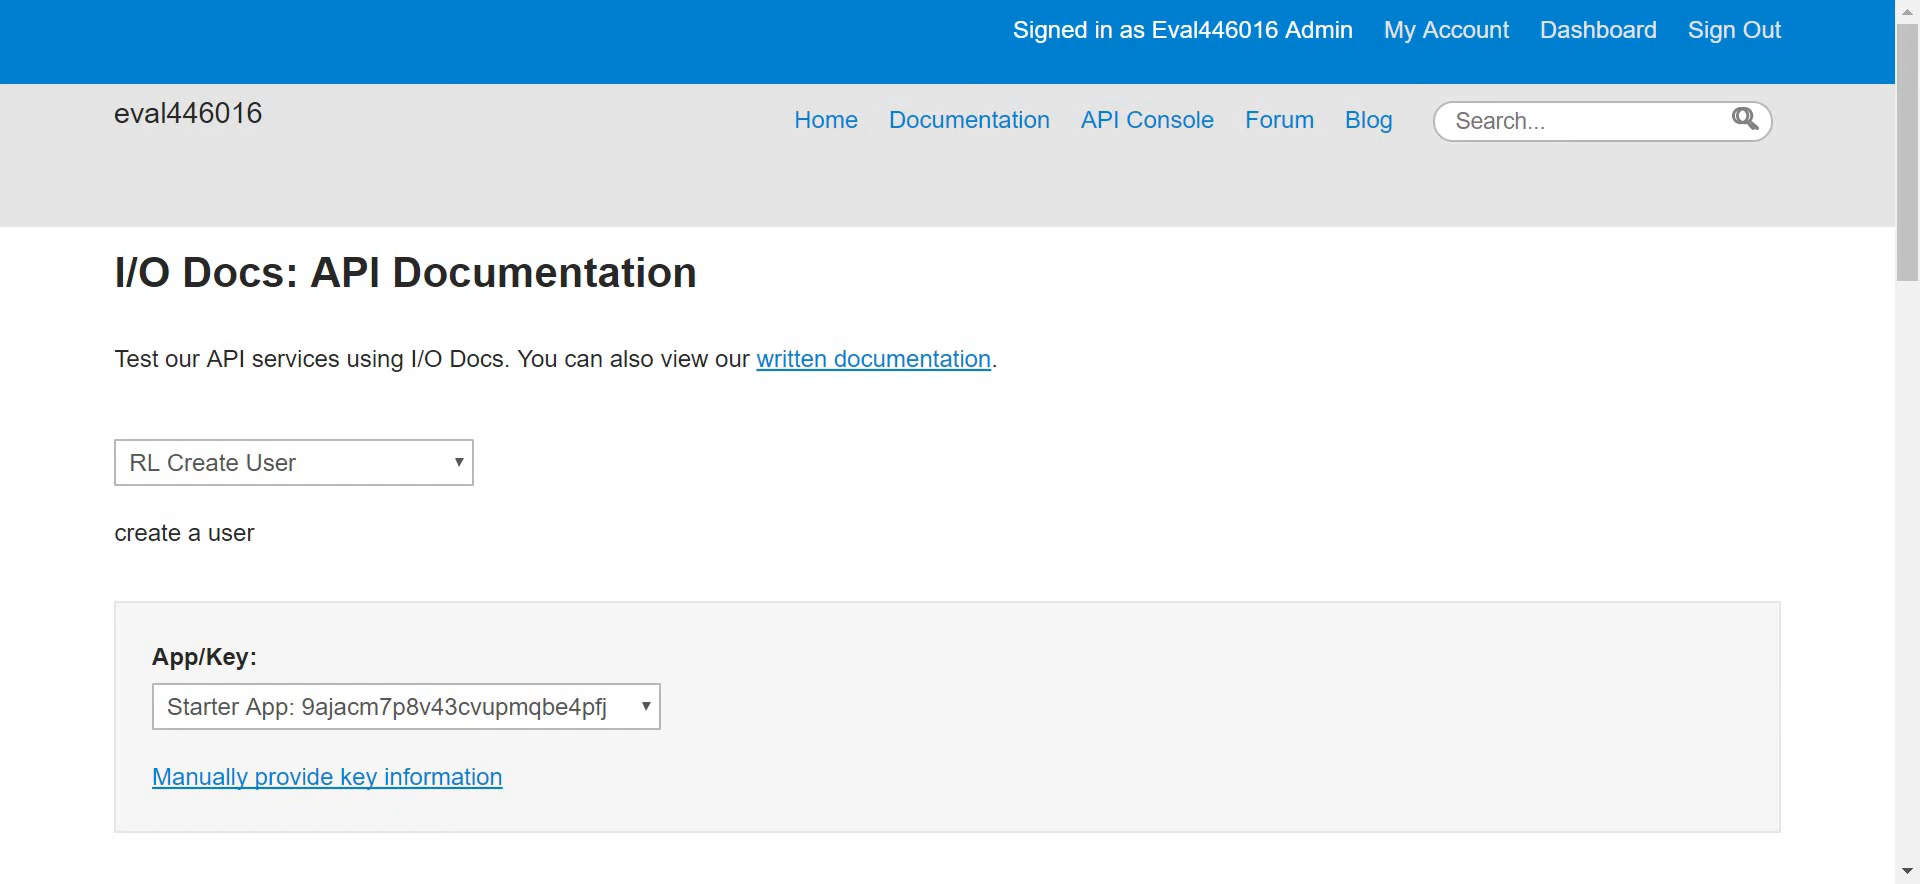 Signed in as Eval446016 Admin My Account Dashboard Sign Out
eval446016
Home Documentation API Console Forum Blog Search...
I/O Docs: API Documentation
Test our API services using I/O Docs. You can also view our written documentation.
RL Create User
create a user
App/Key:
Starter App: 9ajacm7p8v43cvupmqbe4pfj
Manually provide key information